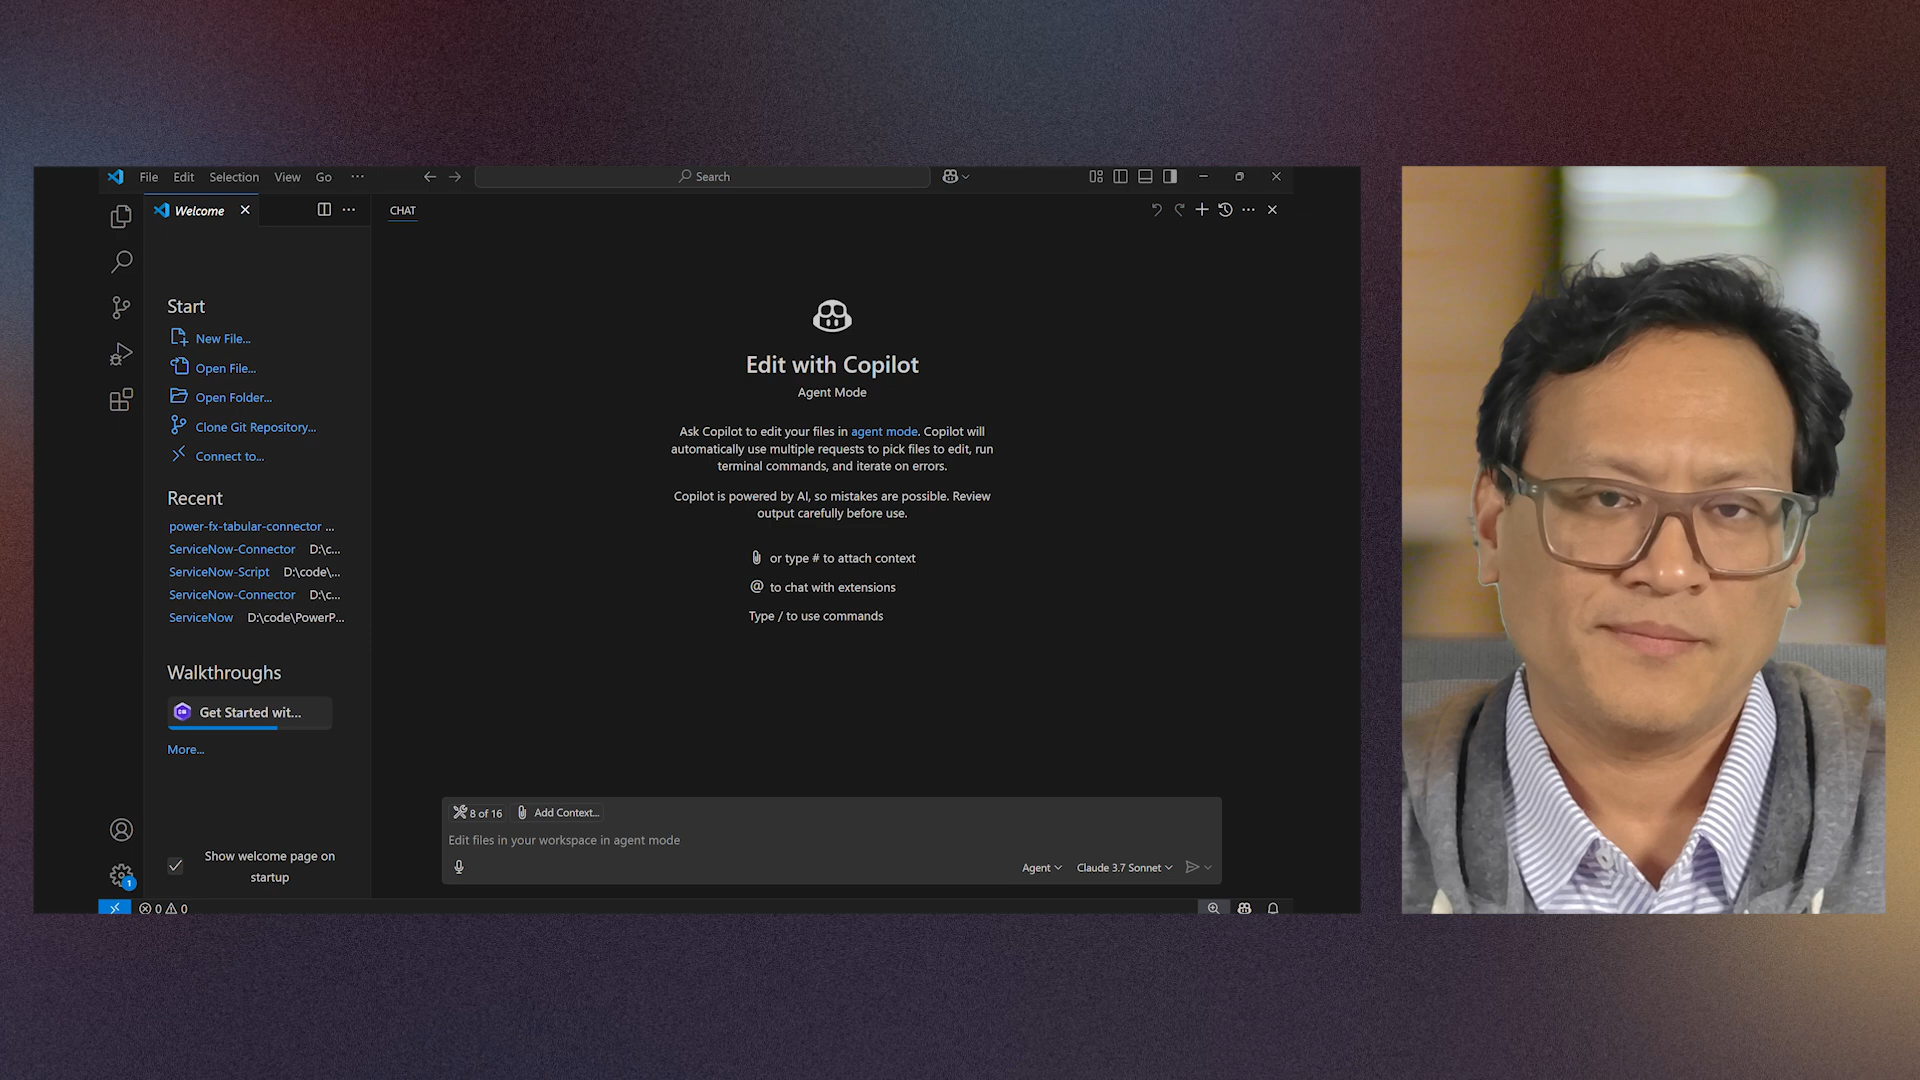 File Edit Selection View Go ···
Search
Welcome
CHAT
Start
New File...
Open File...
Open Folder...
Clone Git Repository...
Connect to...
Recent
power-fx-tabular-connector ...
ServiceNow-Connector D:\c...
ServiceNow-Script D:\code\...
ServiceNow-Connector D:\c...
ServiceNow D:\code\PowerP...
Walkthroughs
Get Started wit...
More...
Show welcome page on
startup
1
0 0
Edit with Copilot
Agent Mode
Ask Copilot to edit your files in agent mode. Copilot will
automatically use multiple requests to pick files to edit, run
terminal commands, and iterate on errors.
Copilot is powered by AI, so mistakes are possible. Review
output carefully before use.
or type # to attach context
@ to chat with extensions
Type / to use commands
8 of 16 Add Context...
Edit files in your workspace in agent mode
Agent Claude 3.7 Sonnet